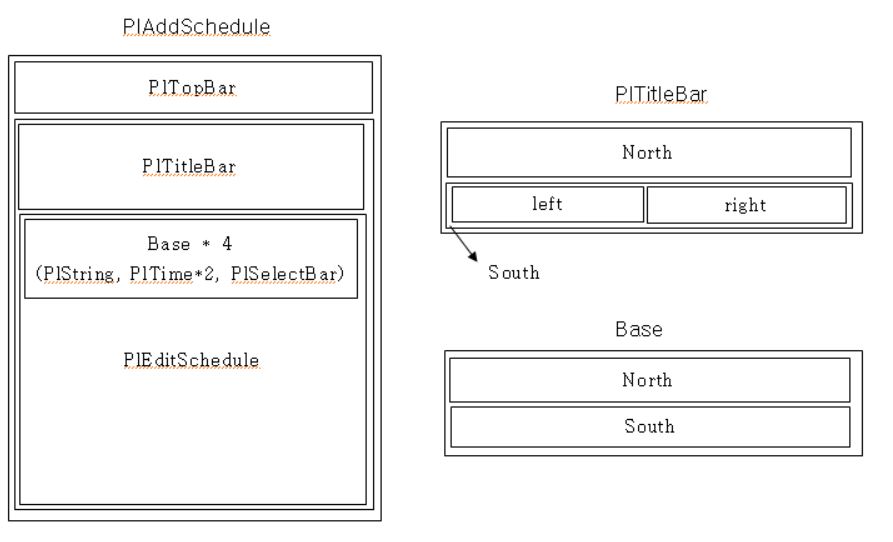 PlAddSchedule
PlTopBar
PlTitleBar
Base * 4
(PlString, PlTime*2, PlSelectBar)
PlEditSchedule
PlTitleBar
North
left
right
South
Base
North
South